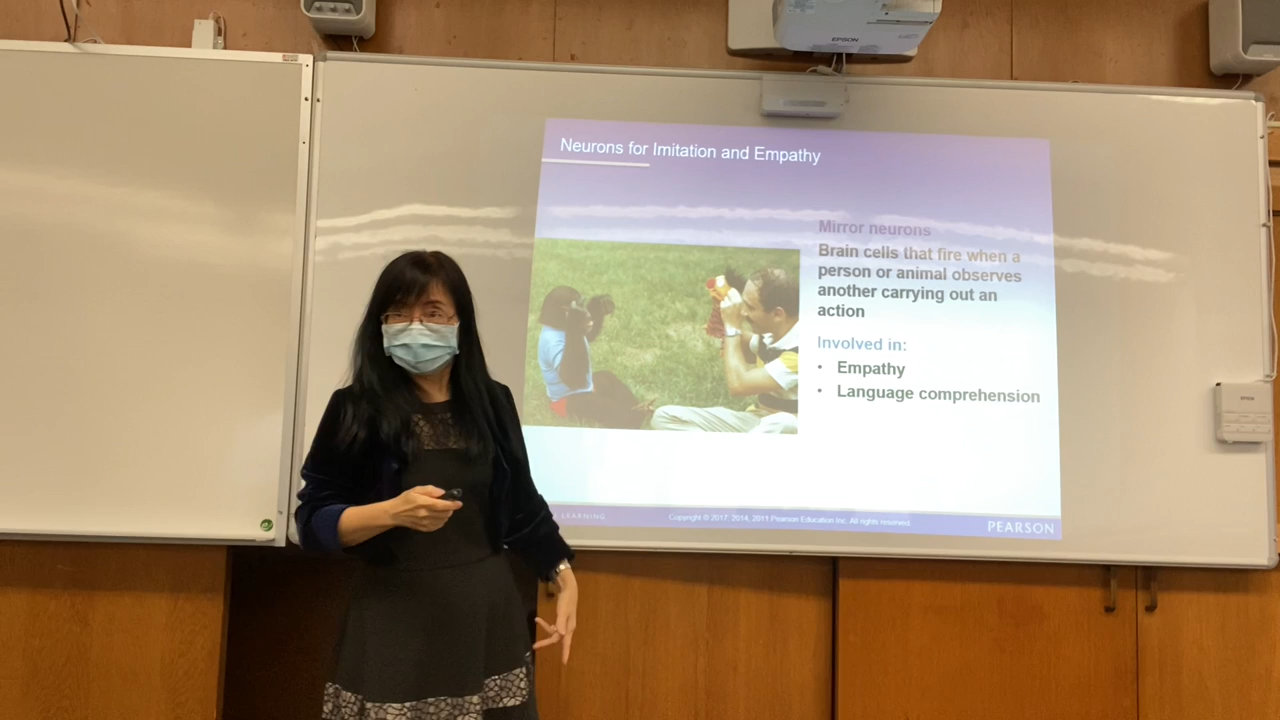 EPSON
Neurons for Imitation and Empathy
Mirror neurons
Brain cells that fire when a
person or animal observes
another carrying out an
action
Involved in:
• Empathy
• Language comprehension
EPSON
LEARNING
Copyright © 2017, 2014, 2011 Pearson Education Inc. All rights reserved
PEARSON